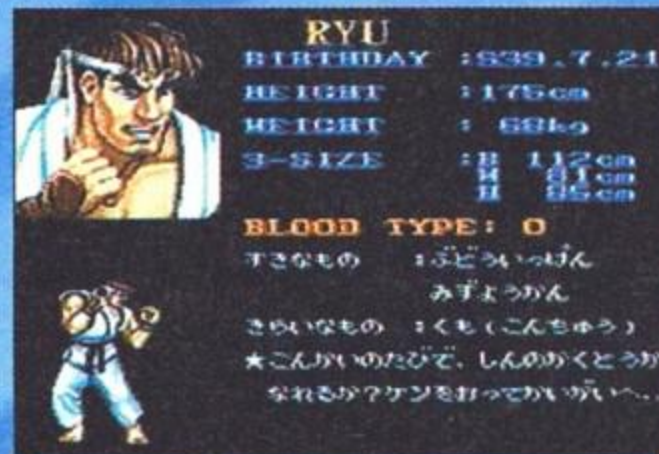 RYU
BIRTHDAY :S39.7.21
HEIGHT :175cm
WEIGHT : 68kg
3-SIZE :B 112cm
W 81cm
H 85cm
BLOOD TYPE: O
すきなもの :ぶどういっぱん
みずようかん
きらいなもの :くも(こんちゅう)
★こんかいのたびで、しんのかくとうが
なれるか?ケンをおってかいがいへ..